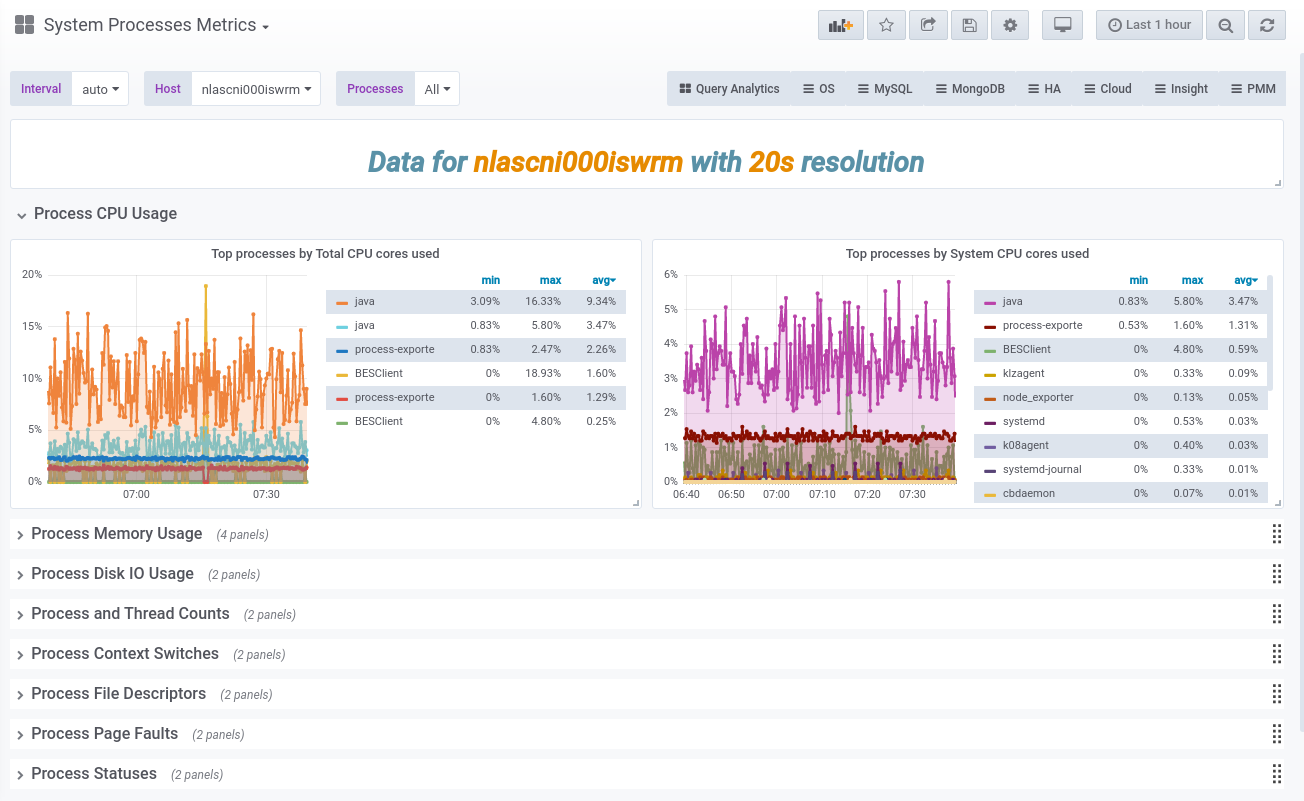 System Processes Metrics
Last 1 hour
Interval auto Host nlascni000iswrm Processes All Query Analytics OS MySQL MongoDB HA Cloud Insight PMM
Data for nlascni000iswrm with 20s resolution
Process CPU Usage
Top processes by Total CPU cores used
20%
15%
10%
5%
0%
07:00 07:30
min max avg
java 3.09% 16.33% 9.34%
java 0.83% 5.80% 3.47%
process-exporte 0.83% 2.47% 2.26%
BESClient 0% 18.93% 1.60%
process-exporte 0% 1.60% 1.29%
BESClient 0% 4.80% 0.25%
Top processes by System CPU cores used
6%
5%
4%
3%
2%
1%
0%
06:40 06:50 07:00 07:10 07:20 07:30
min max avg
java 0.83% 5.80% 3.47%
process-exporte 0.53% 1.60% 1.31%
BESClient 0% 4.80% 0.59%
klzagent 0% 0.33% 0.09%
node_exporter 0% 0.13% 0.05%
systemd 0% 0.53% 0.03%
k08agent 0% 0.40% 0.03%
systemd-journal 0% 0.33% 0.01%
cbdaemon 0% 0.07% 0.01%
Process Memory Usage (4 panels)
Process Disk IO Usage (2 panels)
Process and Thread Counts (2 panels)
Process Context Switches (2 panels)
Process File Descriptors (2 panels)
Process Page Faults (2 panels)
Process Statuses (2 panels)